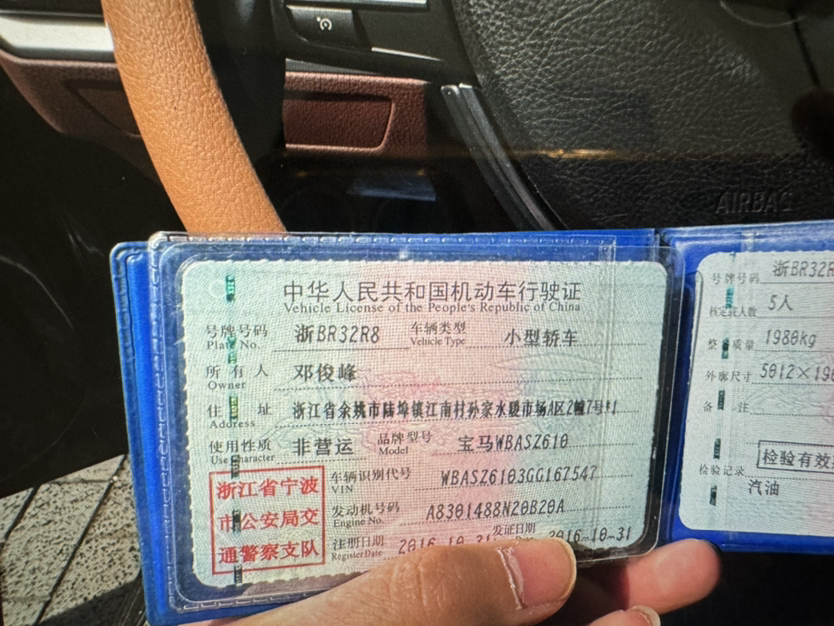 AIRBAG
中华人民共和国机动车行驶证
Vehicle License of the People's Republic of China
号牌号码 浙BR32R8 车辆类型 小型轿车
Plate No. Vehicle Type
所有人 邓俊峰
Owner
住址 浙江省余姚市陆埠镇江南村孙家水暖市场A区2幢7号
Address
使用性质 非营运 品牌型号 宝马WBASZ610
Use Character Model
浙江省宁波
市公安局交
通警察支队
车辆识别代号 WBASZ6103GG167547
VIN
发动机号码 A8301488N20B20A
Engine No.
注册日期 2016-10-31 发证日期 2016-10-31
Register Date
号牌号码 浙BR32R
核定载人数 5人
整 质量 1980kg
外廓尺寸 5012×
备注
检验有效
检验记录
汽油